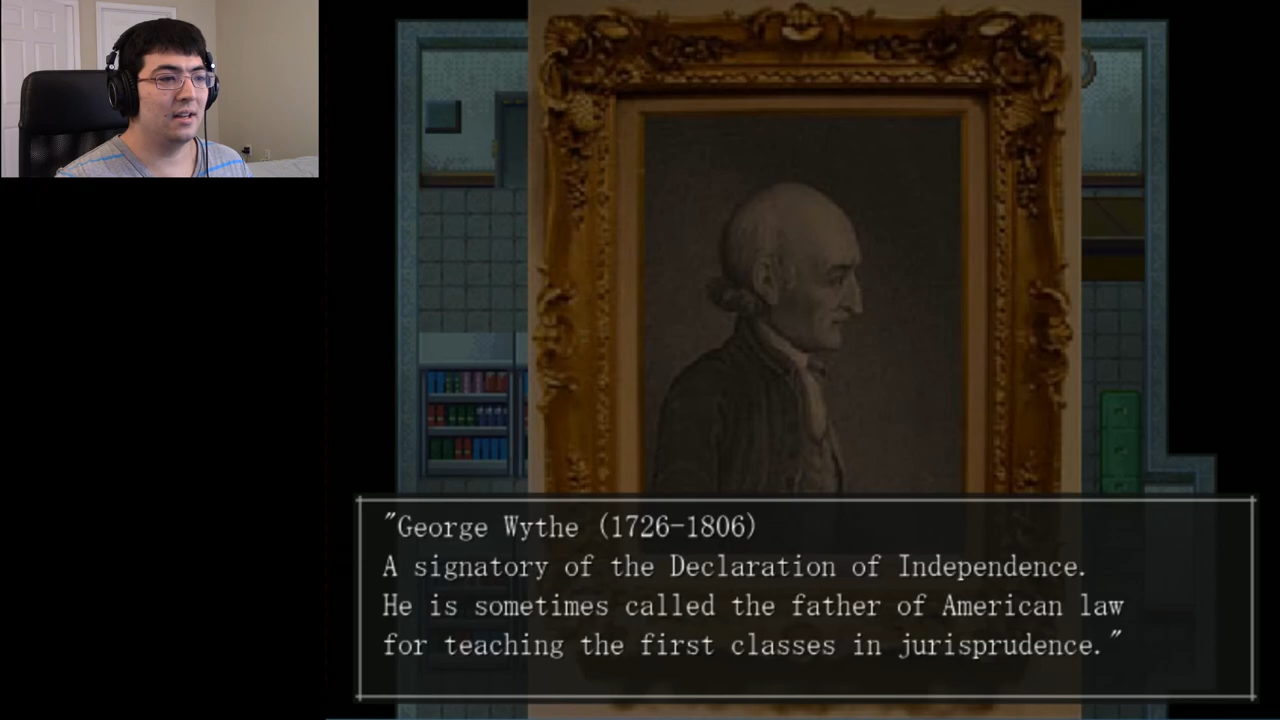 "George Wythe (1726-1806)
A signatory of the Declaration of Independence.
He is sometimes called the father of American law
for teaching the first classes in jurisprudence."